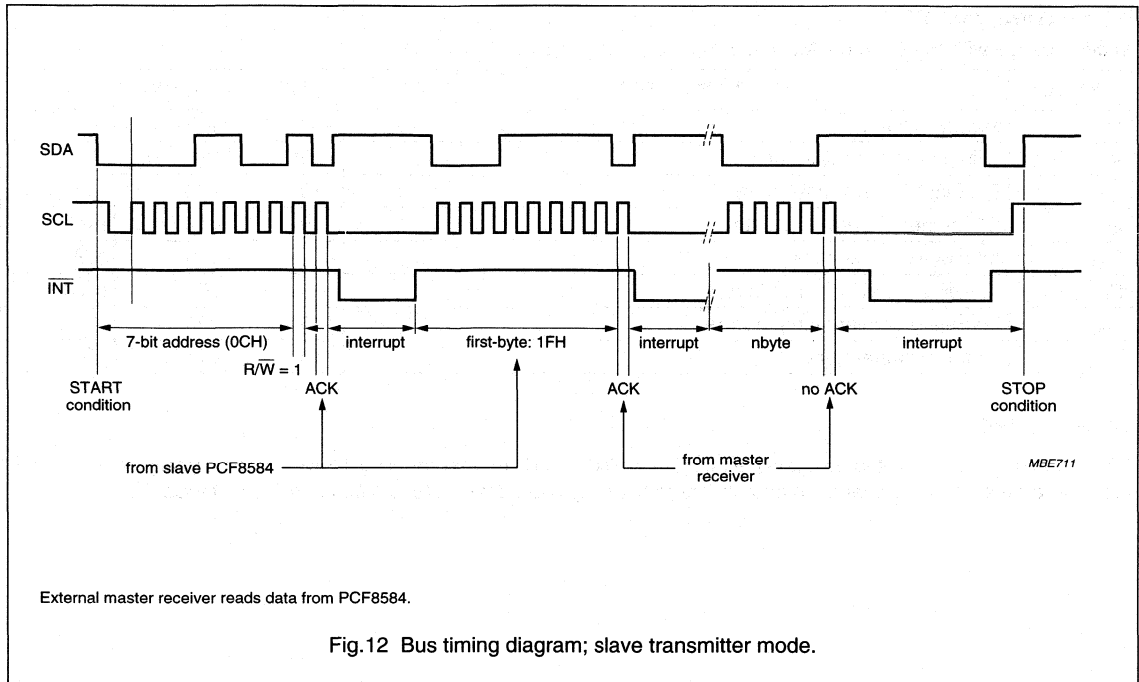 SDA
SCL
INT
7-bit address (0CH)
interrupt
first-byte: 1FH
interrupt
nbyte
interrupt
R/W = 1
START
condition
ACK
ACK
no ACK
STOP
condition
from slave PCF8584
from master
receiver
MBE711
External master receiver reads data from PCF8584.
Fig.12 Bus timing diagram; slave transmitter mode.